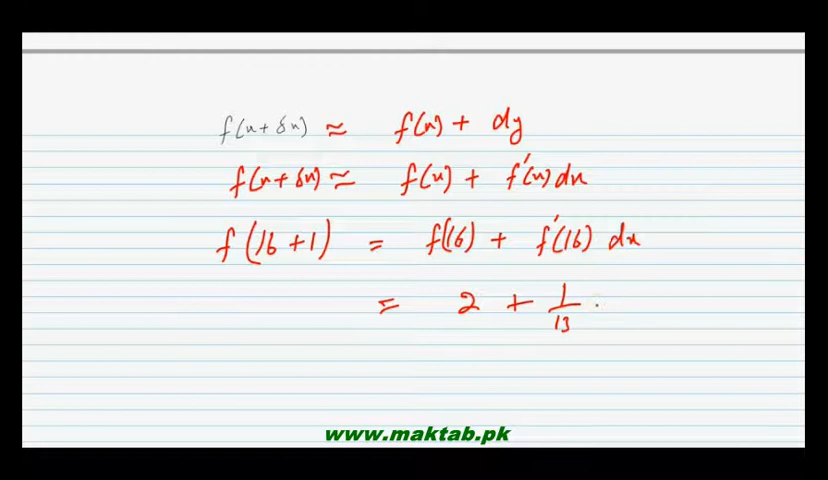 f(x + δx) ≈ f(x) + dy
f(x + δx) ≈ f(x) + f'(x) dx
f(16 + 1) = f(16) + f'(16) dx
= 2 + 1/13 .
www.maktab.pk